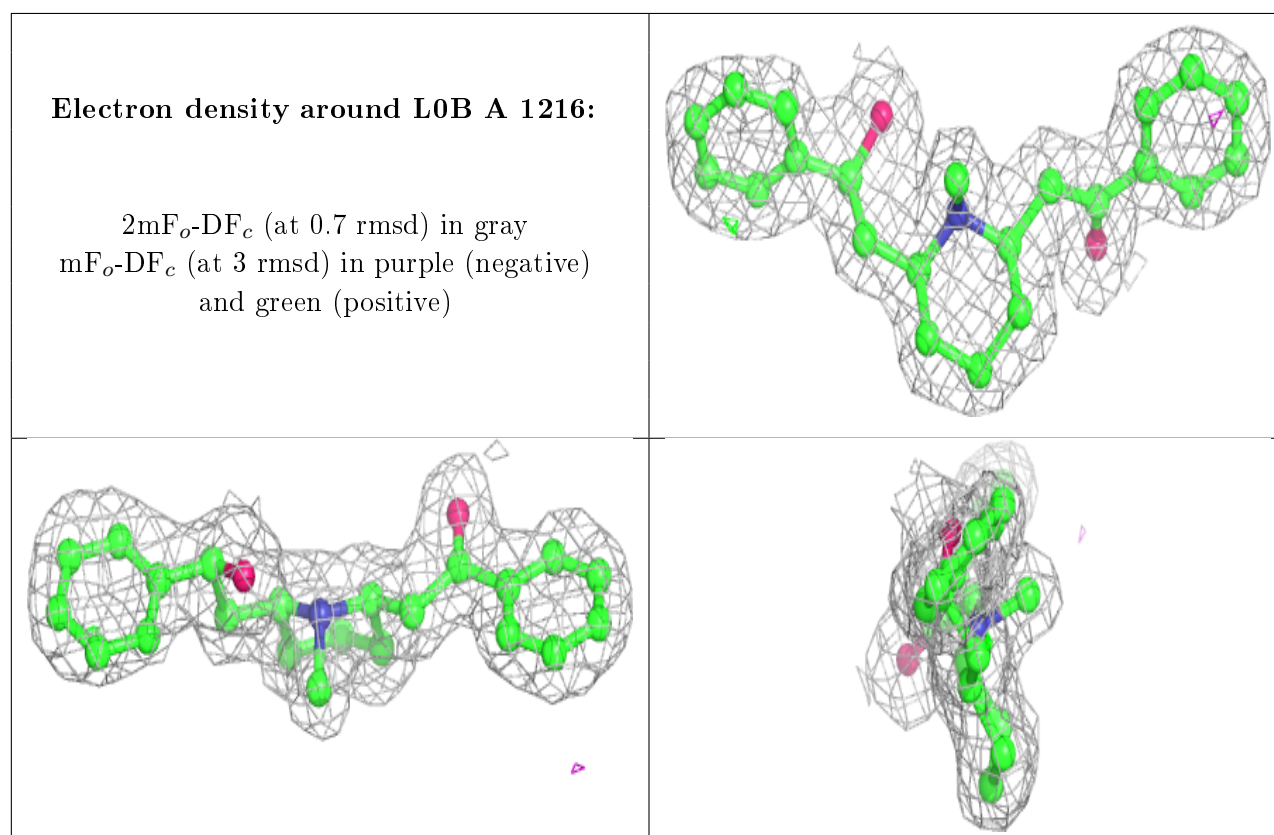 Electron density around L0B A 1216:
2mFo-DFc (at 0.7 rmsd) in gray
mFo-DFc (at 3 rmsd) in purple (negative)
and green (positive)